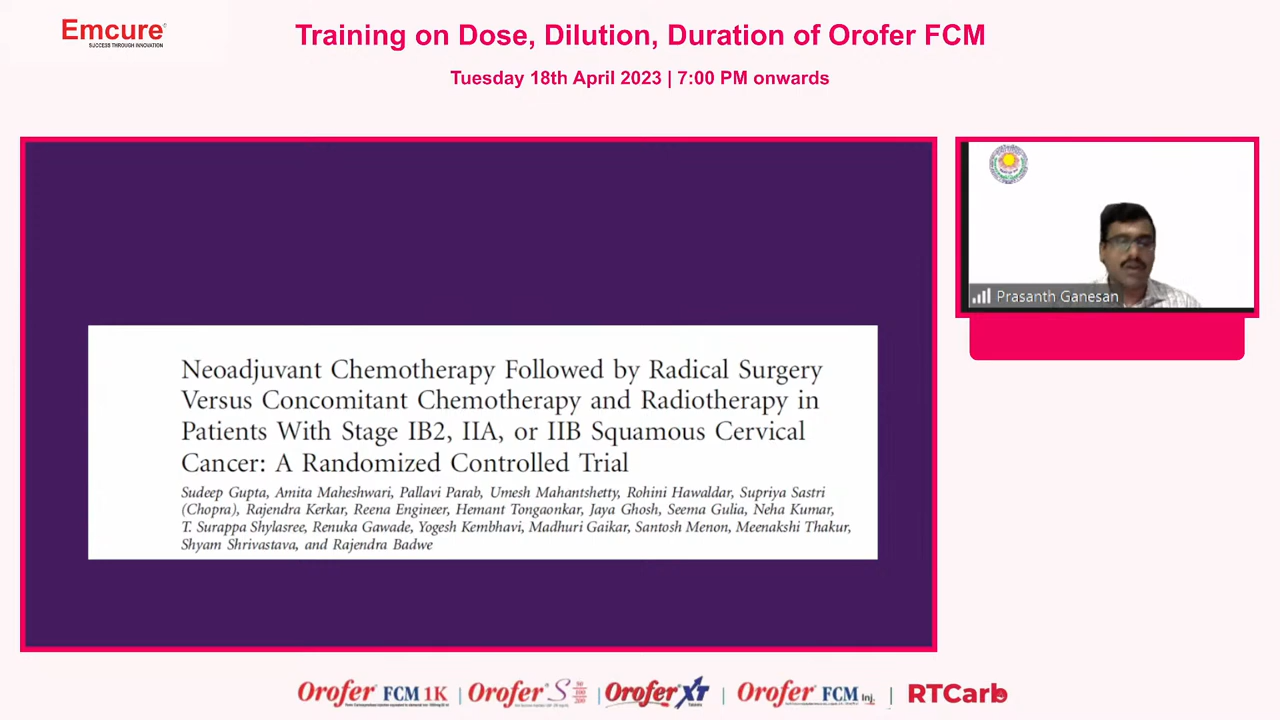 Emcure
SUCCESS THROUGH INNOVATION
Training on Dose, Dilution, Duration of Orofer FCM
Tuesday 18th April 2023 | 7:00 PM onwards
Neoadjuvant Chemotherapy Followed by Radical Surgery
Versus Concomitant Chemotherapy and Radiotherapy in
Patients With Stage IB2, IIA, or IIB Squamous Cervical
Cancer: A Randomized Controlled Trial
Sudeep Gupta, Amita Maheshwari, Pallavi Parab, Umesh Mahantshetty, Rohini Hawaldar, Supriya Sastri
(Chopra), Rajendra Kerkar, Reena Engineer, Hemant Tongaonkar, Jaya Ghosh, Seema Gulia, Neha Kumar,
T. Surappa Shylasree, Renuka Gawade, Yogesh Kembhavi, Madhuri Gaikar, Santosh Menon, Meenakshi Thakur,
Shyam Shrivastava, and Rajendra Badwe
Prasanth Ganesan
Orofer FCM 1K | Orofer S | Orofer XT | Orofer FCM Inj. | RTCarb